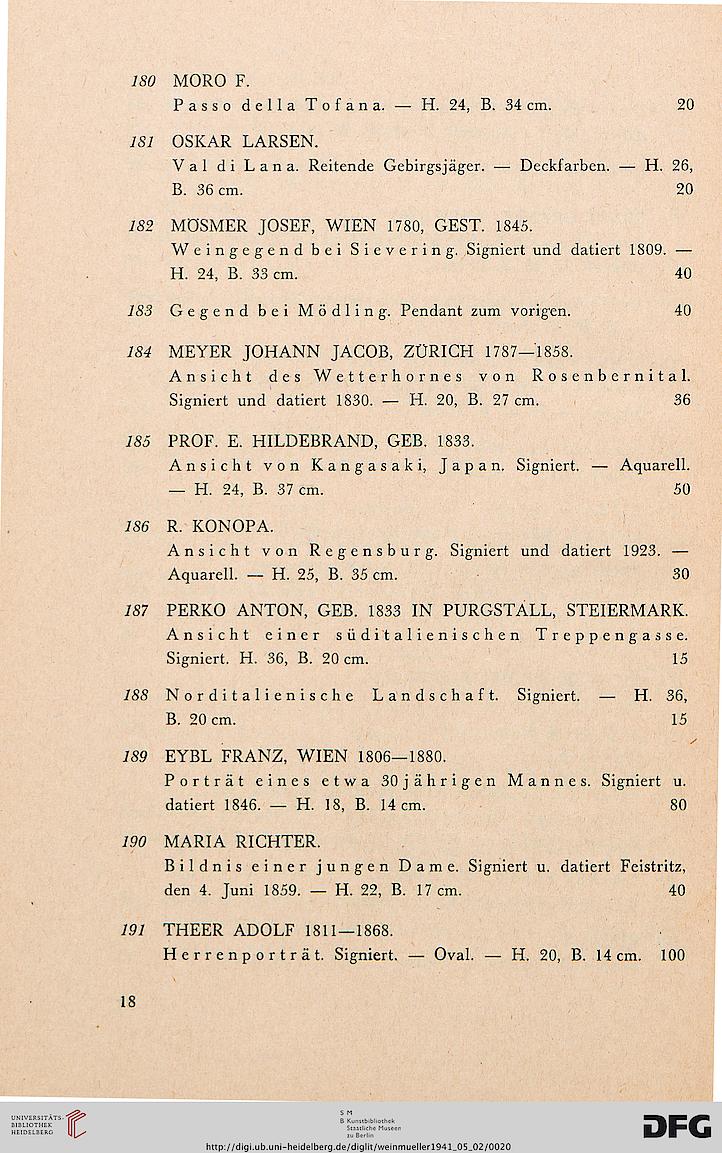 180 MORO F.
Passo della Tofana. — H. 24, B. 34 cm. 20
181 OSKAR LARSEN.
Val di Lana. Reitende Gebirgsjäger. — Deckfarben. — H. 26,
B. 36 cm. 20
182 MÖSMER JOSEF, WIEN 1780, GEST. 1845.
Weingegend bei Sievering. Signiert und datiert 1809. —
H. 24, B. 33 cm. 40
183 Gegend bei Mödling. Pendant zum vorigen. 40
184 MEYER JOHANN JACOB, ZÜRICH 1787—1858.
Ansicht des Wetterhornes von Rosenbernital.
Signiert und datiert 1830. — H. 20, B. 27 cm. 36
185 PROF. E. HILDEBRAND, GEB. 1833.
Ansicht von Kangasaki, Japan. Signiert. — Aquarell.
— H. 24, B. 37 cm. 50
186 R. KONOPA.
Ansicht von Regensburg. Signiert und datiert 1923. —
Aquarell. — H. 25, B. 35 cm. 30
187 PERKO ANTON, GEB. 1833 IN PURGSTALL, STEIERMARK.
Ansicht einer süditalienischen Treppengasse.
Signiert. H. 36, B. 20 cm. 15
188 Norditalienische Landschaft. Signiert. — H. 36,
B. 20 cm. 15
189 EYBL FRANZ, WIEN 1806—1880.
Porträt eines etwa 30jährigen Mannes. Signiert u.
datiert 1846. — H. 18, B. 14 cm. 80
190 MARIA RICHTER.
Bildnis einer jungen Dame. Signiert u. datiert Feistritz,
den 4. Juni 1859. — H. 22, B. 17 cm. 40
191 THEER ADOLF 1811—1868.
Herrenporträt. Signiert. — Oval. — H. 20, B. 14 cm. 100
18
UNIVERSITÄTS-
BIBLIOTHEK
HEIDELBERG
S M
B Kunstbibliothek
Staatliche Museen
zu Berlin
DFG
http://digi.ub.uni-heidelberg.de/diglit/weinmueller1941_05_02/0020